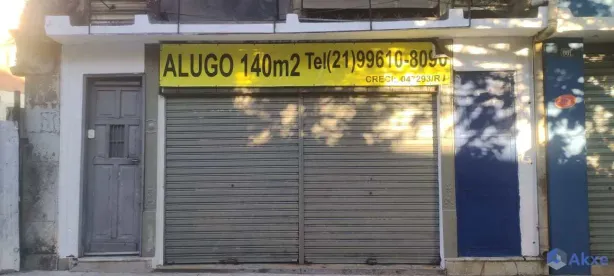 ALUGO 140m2 Tel(21)99610-8090
CRECI: 047290/RJ
Akxe